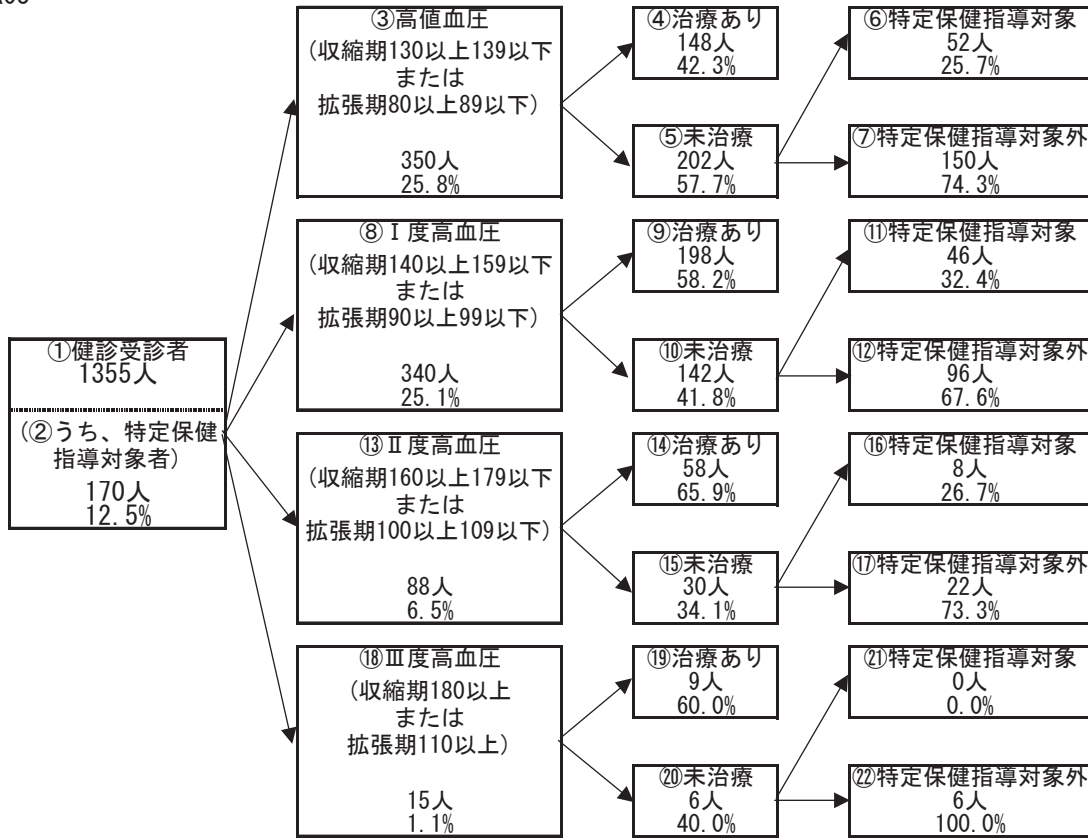 ①健診受診者
1355人
(②うち、特定保健
指導対象者)
170人
12.5%
③高値血圧
(収縮期130以上139以下
または
拡張期80以上89以下)
350人
25.8%
④治療あり
148人
42.3%
⑤未治療
202人
57.7%
⑥特定保健指導対象
52人
25.7%
⑦特定保健指導対象外
150人
74.3%
⑧Ⅰ度高血圧
(収縮期140以上159以下
または
拡張期90以上99以下)
340人
25.1%
⑨治療あり
198人
58.2%
⑩未治療
142人
41.8%
⑪特定保健指導対象
46人
32.4%
⑫特定保健指導対象外
96人
67.6%
⑬Ⅱ度高血圧
(収縮期160以上179以下
または
拡張期100以上109以下)
88人
6.5%
⑭治療あり
58人
65.9%
⑮未治療
30人
34.1%
⑯特定保健指導対象
8人
26.7%
⑰特定保健指導対象外
22人
73.3%
⑱Ⅲ度高血圧
(収縮期180以上
または
拡張期110以上)
15人
1.1%
⑲治療あり
9人
60.0%
⑳未治療
6人
40.0%
㉑特定保健指導対象
0人
0.0%
㉒特定保健指導対象外
6人
100.0%